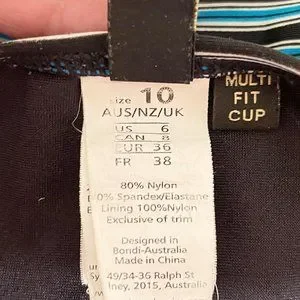 size 10
AUS/NZ/UK
US 6
CAN 8
EUR 36
FR 38
80% Nylon
0% Spandex/Elastane
Lining 100%Nylon
Exclusive of trim
Designed in
Bondi-Australia
Made in China
49/34-36 Ralph St
ney, 2015, Australia
MULTI
FIT
CUP